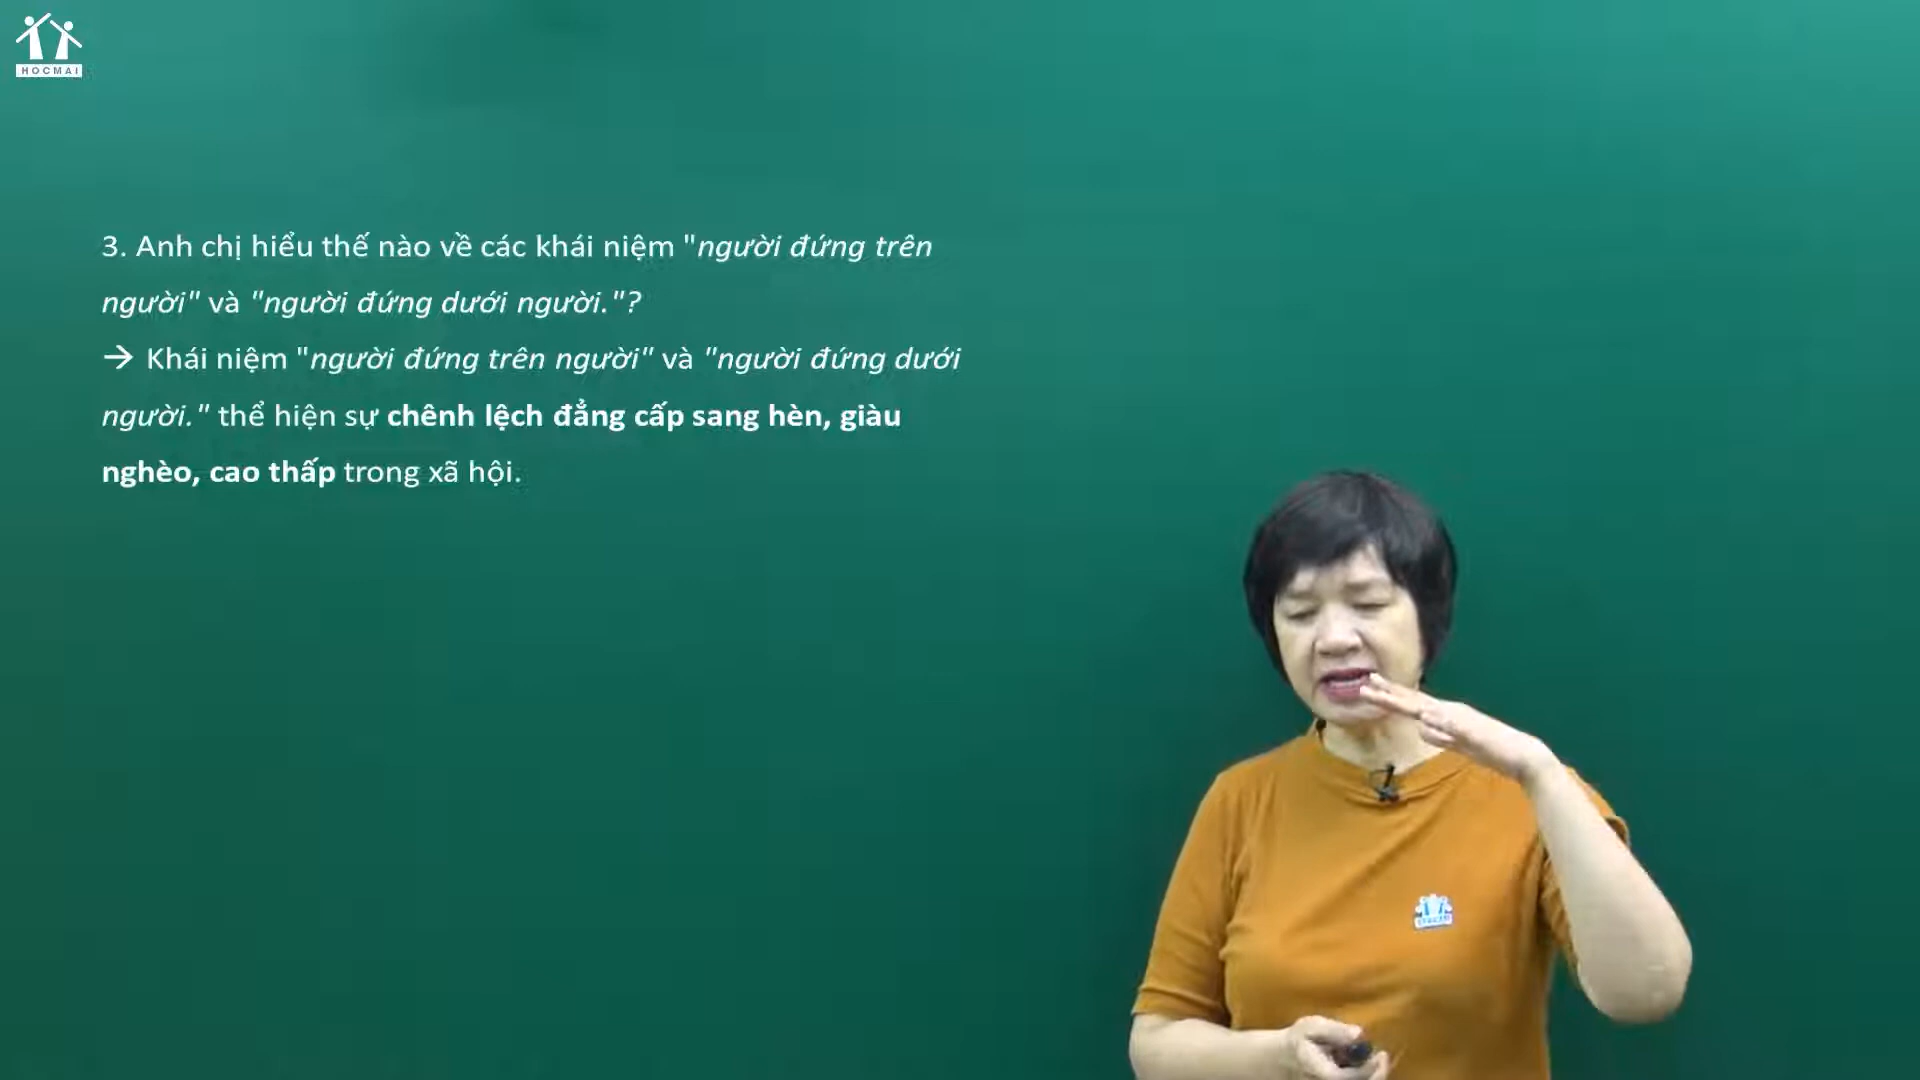 HOCMAI
3. Anh chị hiểu thế nào về các khái niệm "người đứng trên
người" và "người đứng dưới người."?
→ Khái niệm "người đứng trên người" và "người đứng dưới
người." thể hiện sự chênh lệch đẳng cấp sang hèn, giàu
nghèo, cao thấp trong xã hội.